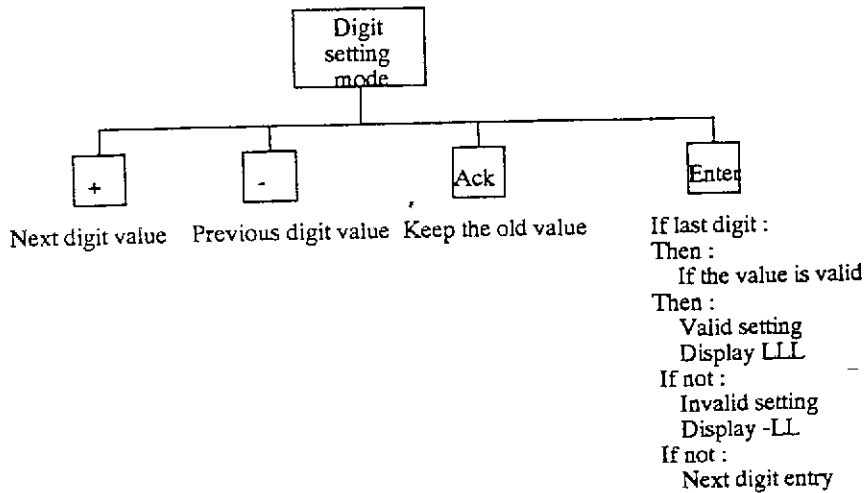 Digit
setting
mode
+
-
Ack
Enter
Next digit value
Previous digit value
Keep the old value
If last digit :
Then :
If the value is valid
Then :
Valid setting
Display LLL
If not :
Invalid setting
Display -LL
If not :
Next digit entry